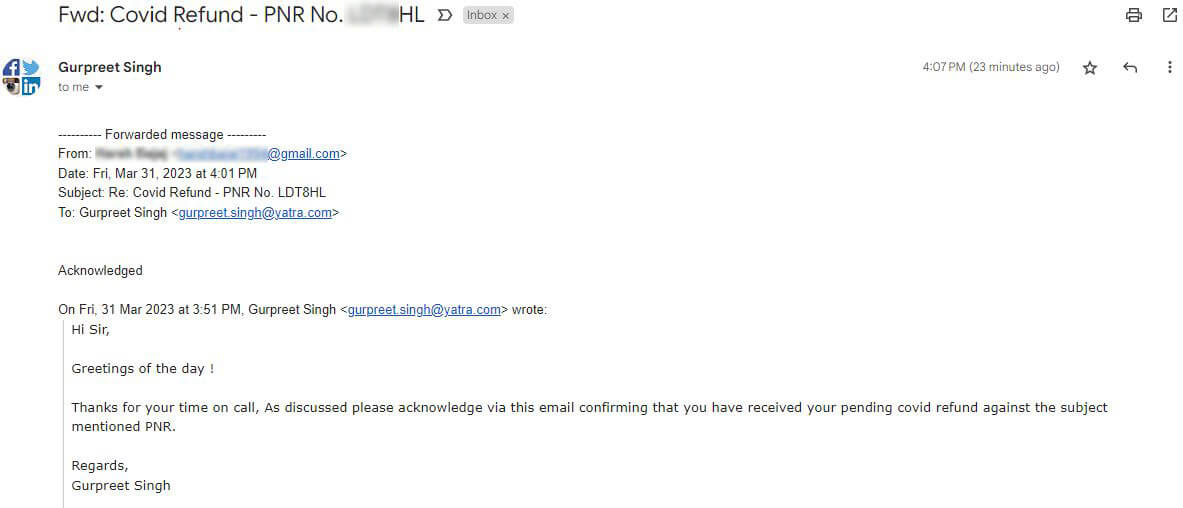 Fwd: Covid Refund - PNR No. HL Inbox x
Gurpreet Singh 4:07 PM (23 minutes ago)
to me
---------- Forwarded message ---------
From: @gmail.com>
Date: Fri, Mar 31, 2023 at 4:01 PM
Subject: Re: Covid Refund - PNR No. LDT8HL
To: Gurpreet Singh <gurpreet.singh@yatra.com>
Acknowledged
On Fri, 31 Mar 2023 at 3:51 PM, Gurpreet Singh <gurpreet.singh@yatra.com> wrote:
Hi Sir,
Greetings of the day !
Thanks for your time on call, As discussed please acknowledge via this email confirming that you have received your pending covid refund against the subject
mentioned PNR.
Regards,
Gurpreet Singh